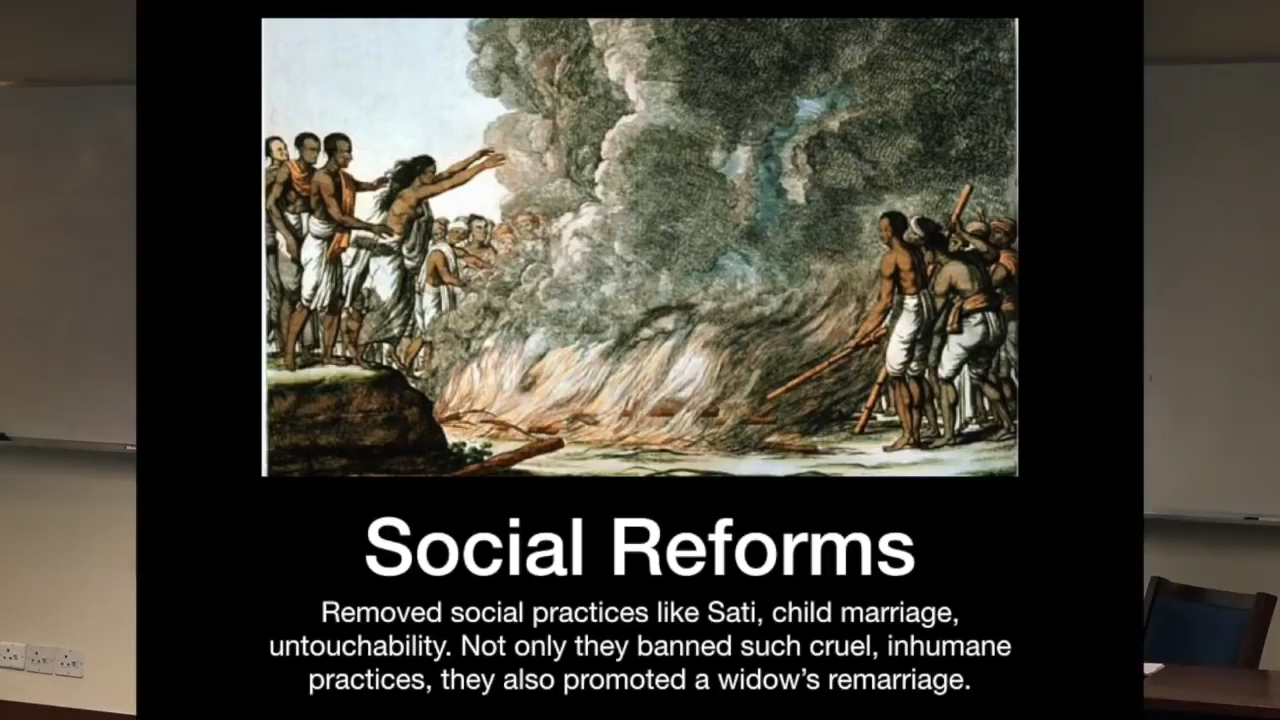 Social Reforms
Removed social practices like Sati, child marriage,
untouchability. Not only they banned such cruel, inhumane
practices, they also promoted a widow’s remarriage.